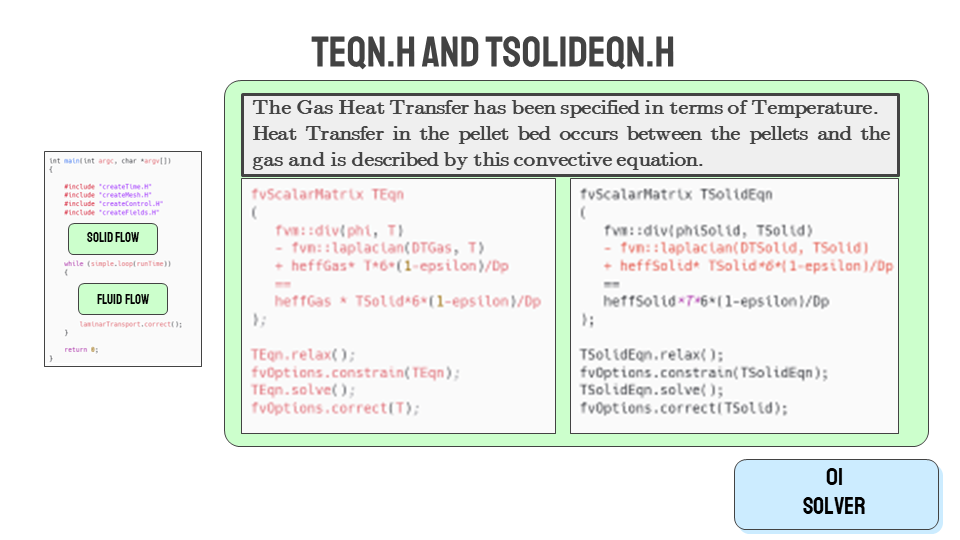 TEQN.H AND TSOLIDEQN.H
The Gas Heat Transfer has been specified in terms of Temperature.
Heat Transfer in the pellet bed occurs between the pellets and the
gas and is described by this convective equation.
int main(int argc, char *argv[])
{
#include "createTime.H"
#include "createMesh.H"
#include "createControl.H"
#include "createFields.H"
SOLID FLOW
while (simple.loop(runTime))
{
FLUID FLOW
laminarTransport.correct();
}
return 0;
}
fvScalarMatrix TEqn
(
fvm::div(phi, T)
- fvm::laplacian(DTGas, T)
+ heffGas* T*6*(1-epsilon)/Dp
==
heffGas * TSolid*6*(1-epsilon)/Dp
);
TEqn.relax();
fvOptions.constrain(TEqn);
TEqn.solve();
fvOptions.correct(T);
fvScalarMatrix TSolidEqn
(
fvm::div(phiSolid, TSolid)
- fvm::laplacian(DTSolid, TSolid)
+ heffSolid* TSolid*6*(1-epsilon)/Dp
==
heffSolid*T*6*(1-epsilon)/Dp
);
TSolidEqn.relax();
fvOptions.constrain(TSolidEqn);
TSolidEqn.solve();
fvOptions.correct(TSolid);
01
SOLVER